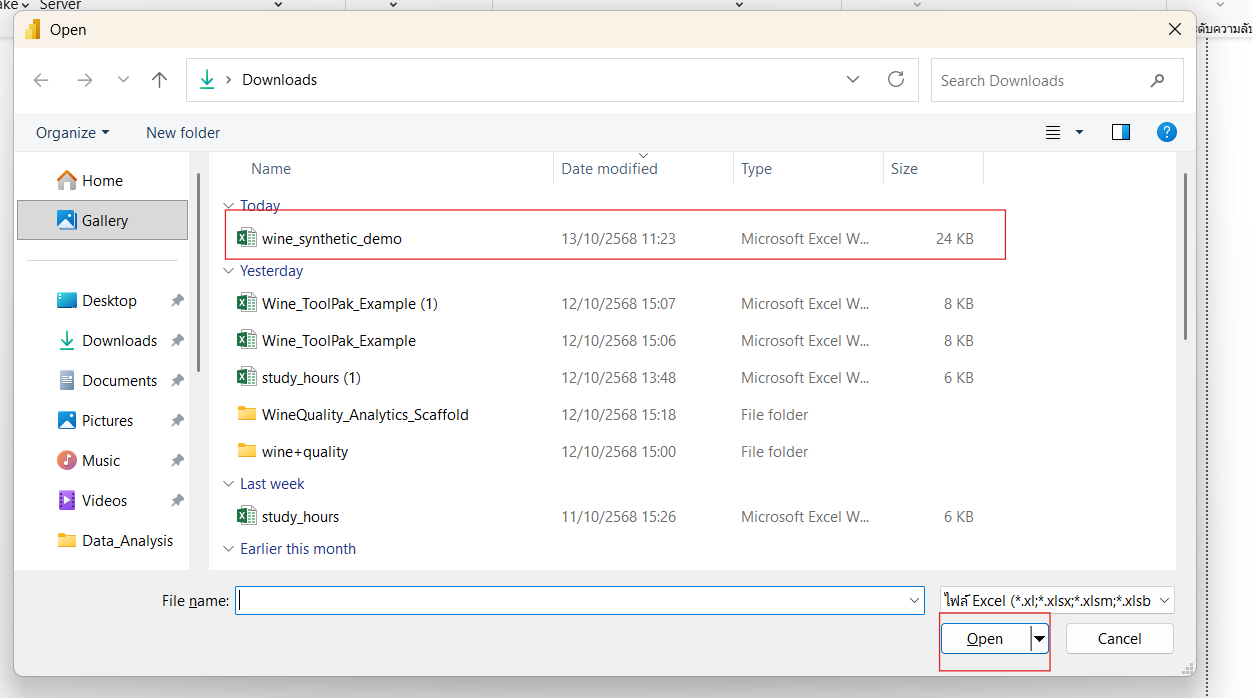 ake Server
Open
ะดับความลับ
Downloads
Search Downloads
Organize New folder
Name Date modified Type Size
Home
Gallery
Desktop
Downloads
Documents
Pictures
Music
Videos
Data_Analysis
Today
wine_synthetic_demo 13/10/2568 11:23 Microsoft Excel W... 24 KB
Yesterday
Wine_ToolPak_Example (1) 12/10/2568 15:07 Microsoft Excel W... 8 KB
Wine_ToolPak_Example 12/10/2568 15:06 Microsoft Excel W... 8 KB
study_hours (1) 12/10/2568 13:48 Microsoft Excel W... 6 KB
WineQuality_Analytics_Scaffold 12/10/2568 15:18 File folder
wine+quality 12/10/2568 15:00 File folder
Last week
study_hours 11/10/2568 15:26 Microsoft Excel W... 6 KB
Earlier this month
File name: ไฟล์ Excel (*.xl;*.xlsx;*.xlsm;*.xlsb
Open Cancel